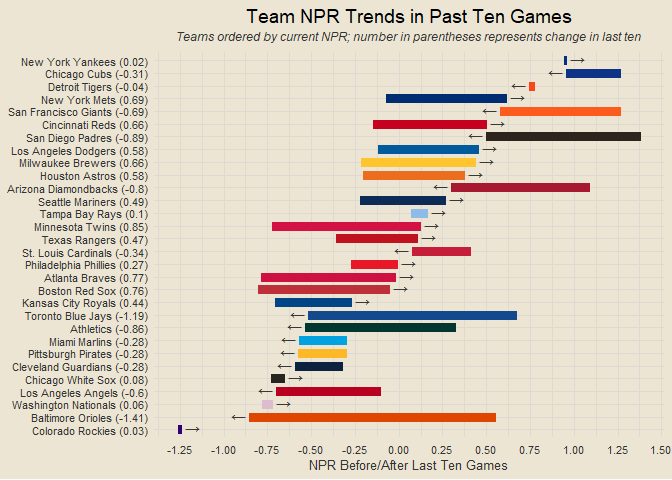 Team NPR Trends in Past Ten Games
Teams ordered by current NPR; number in parentheses represents change in last ten
New York Yankees (0.02)
Chicago Cubs (-0.31)
Detroit Tigers (-0.04)
New York Mets (0.69)
San Francisco Giants (-0.69)
Cincinnati Reds (0.66)
San Diego Padres (-0.89)
Los Angeles Dodgers (0.58)
Milwaukee Brewers (0.66)
Houston Astros (0.58)
Arizona Diamondbacks (-0.8)
Seattle Mariners (0.49)
Tampa Bay Rays (0.1)
Minnesota Twins (0.85)
Texas Rangers (0.47)
St. Louis Cardinals (-0.34)
Philadelphia Phillies (0.27)
Atlanta Braves (0.77)
Boston Red Sox (0.76)
Kansas City Royals (0.44)
Toronto Blue Jays (-1.19)
Athletics (-0.86)
Miami Marlins (-0.28)
Pittsburgh Pirates (-0.28)
Cleveland Guardians (-0.28)
Chicago White Sox (0.08)
Los Angeles Angels (-0.6)
Washington Nationals (0.06)
Baltimore Orioles (-1.41)
Colorado Rockies (0.03)
-1.25 -1.00 -0.75 -0.50 -0.25 0.00 0.25 0.50 0.75 1.00 1.25 1.50
NPR Before/After Last Ten Games